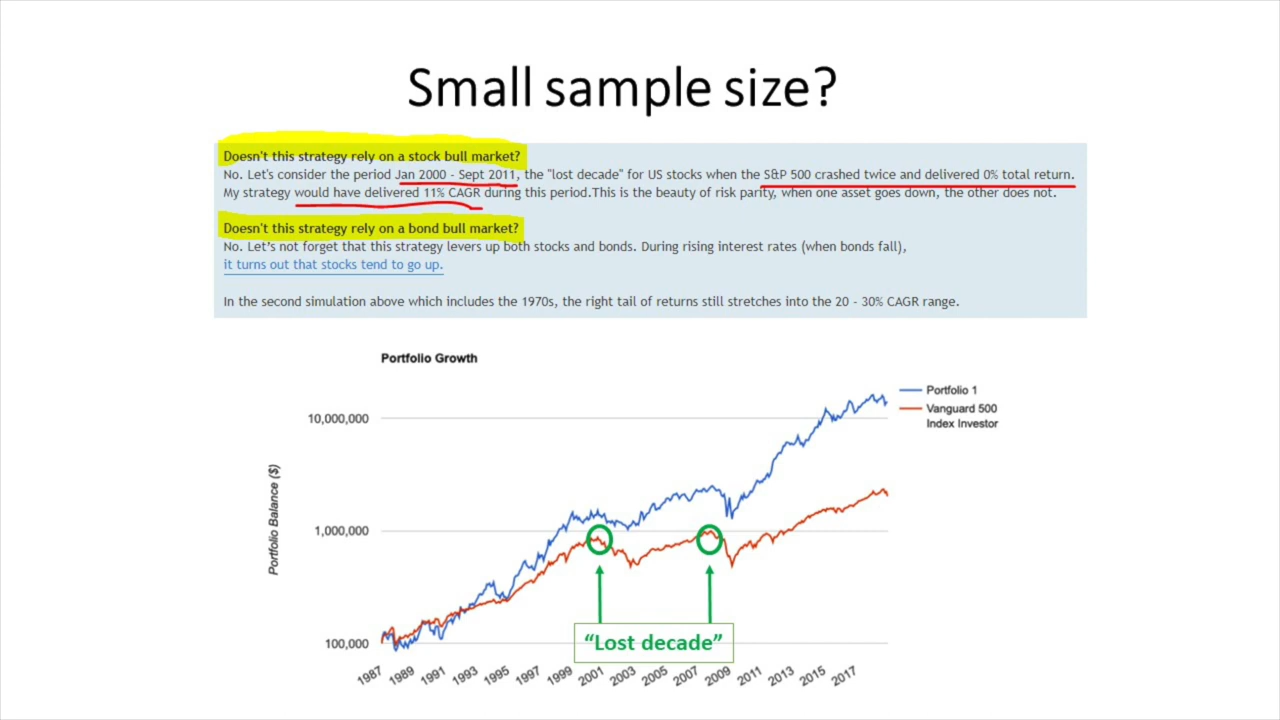 Small sample size?
Doesn't this strategy rely on a stock bull market?
No. Let's consider the period Jan 2000 - Sept 2011, the "lost decade" for US stocks when the S&P 500 crashed twice and delivered 0% total return.
My strategy would have delivered 11% CAGR during this period.This is the beauty of risk parity, when one asset goes down, the other does not.
Doesn't this strategy rely on a bond bull market?
No. Let’s not forget that this strategy levers up both stocks and bonds. During rising interest rates (when bonds fall),
it turns out that stocks tend to go up.
In the second simulation above which includes the 1970s, the right tail of returns still stretches into the 20 - 30% CAGR range.
Portfolio Growth
Portfolio 1
Vanguard 500
Index Investor
Portfolio Balance ($)
10,000,000
1,000,000
100,000
“Lost decade”
1987 1989 1991 1993 1995 1997 1999 2001 2003 2005 2007 2009 2011 2013 2015 2017